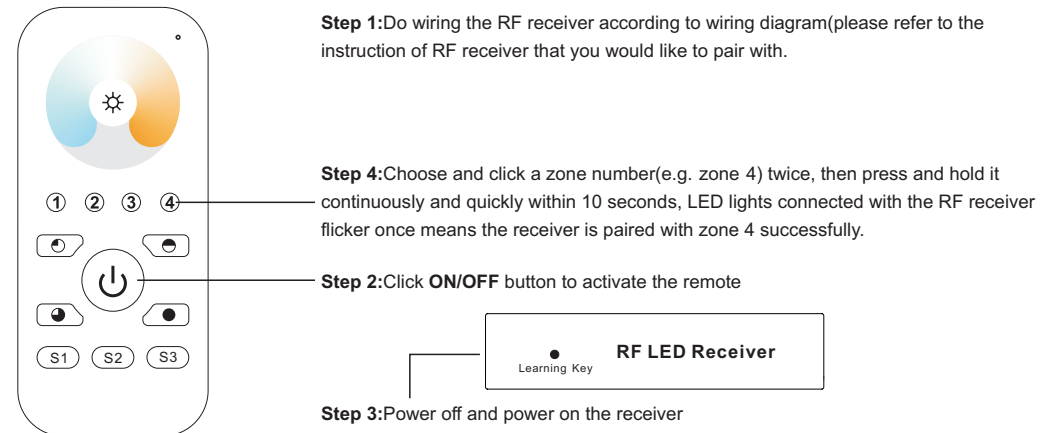 Step 1:Do wiring the RF receiver according to wiring diagram(please refer to the
instruction of RF receiver that you would like to pair with.
Step 4:Choose and click a zone number(e.g. zone 4) twice, then press and hold it
continuously and quickly within 10 seconds, LED lights connected with the RF receiver
flicker once means the receiver is paired with zone 4 successfully.
1 2 3 4
Step 2:Click ON/OFF button to activate the remote
RF LED Receiver
Learning Key
S1 S2 S3
Step 3:Power off and power on the receiver